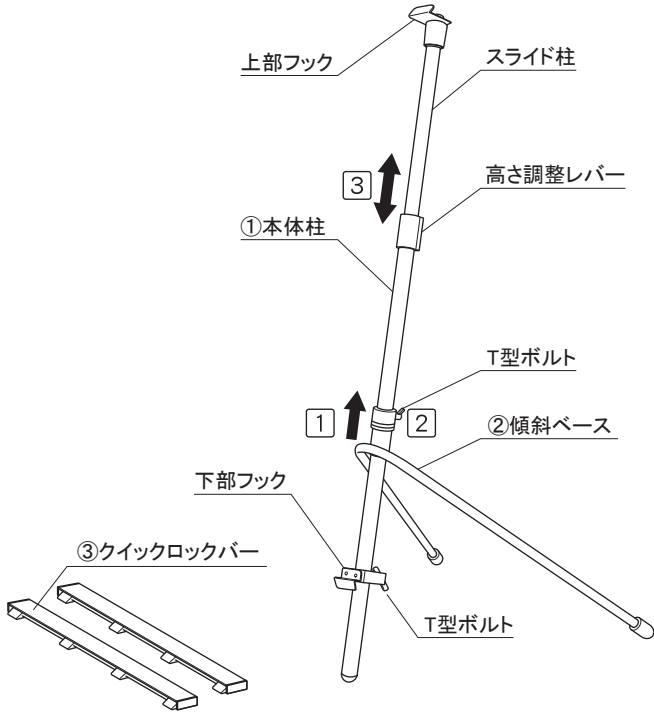 上部フック
スライド柱
3
高さ調整レバー
①本体柱
T型ボルト
1
2
②傾斜ベース
下部フック
③クイックロックバー
T型ボルト